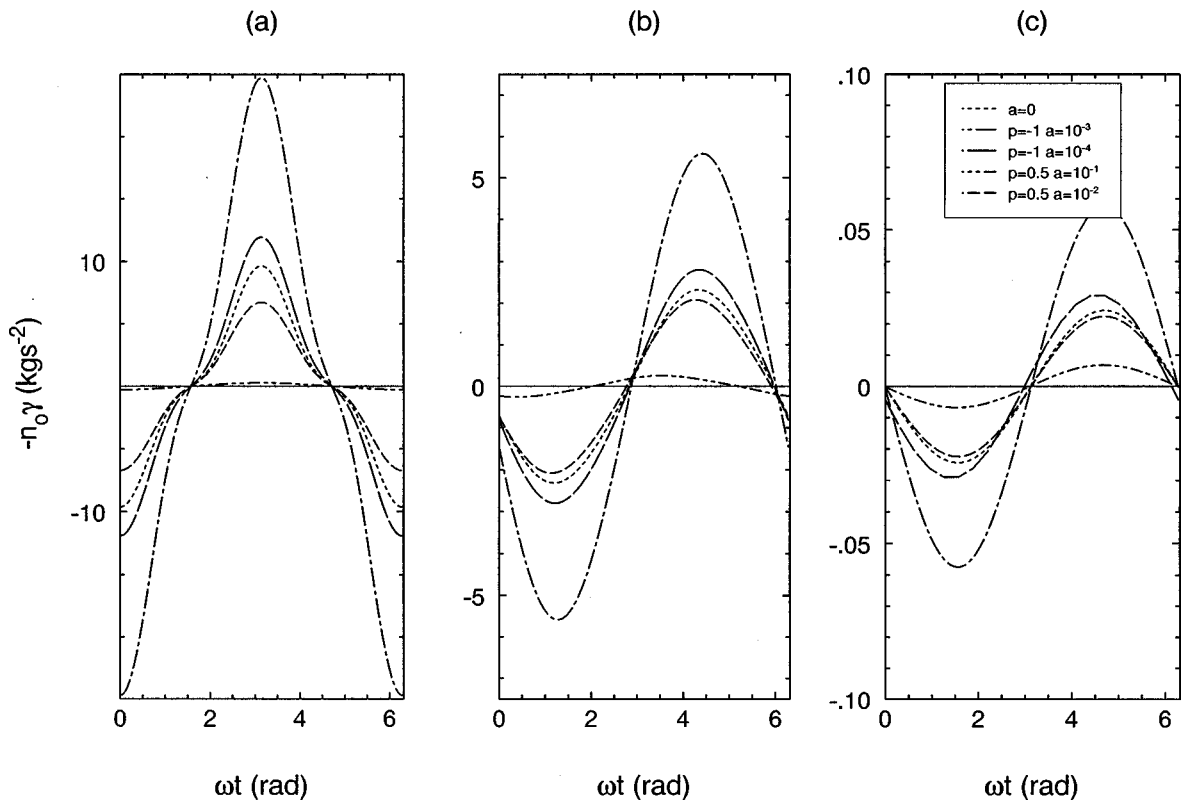 (a)
(b)
(c)
-n₀γ (kgs⁻²)
10
-10
0
2
4
6
ωt (rad)
5
0
-5
0
2
4
6
ωt (rad)
.10
.05
0
-.05
-.10
0
2
4
6
ωt (rad)
a=0
p=-1 a=10⁻³
p=-1 a=10⁻⁴
p=0.5 a=10⁻¹
p=0.5 a=10⁻²